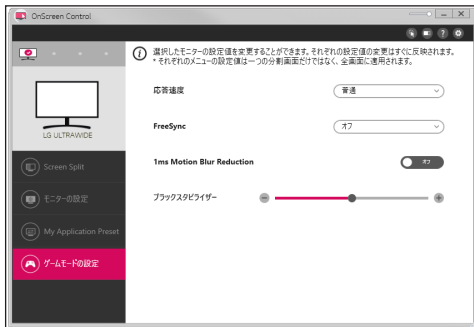 OnScreen Control
選択したモニターの設定値を変更することができます。それぞれの設定値の変更はすぐに反映されます。
* それぞれのメニューの設定値は一つの分割画面だけではなく、全画面に適用されます。
LG ULTRAWIDE
Screen Split
モニターの設定
My Application Preset
ゲームモードの設定
応答速度
普通
FreeSync
オフ
1ms Motion Blur Reduction
オフ
ブラックスタビライザー